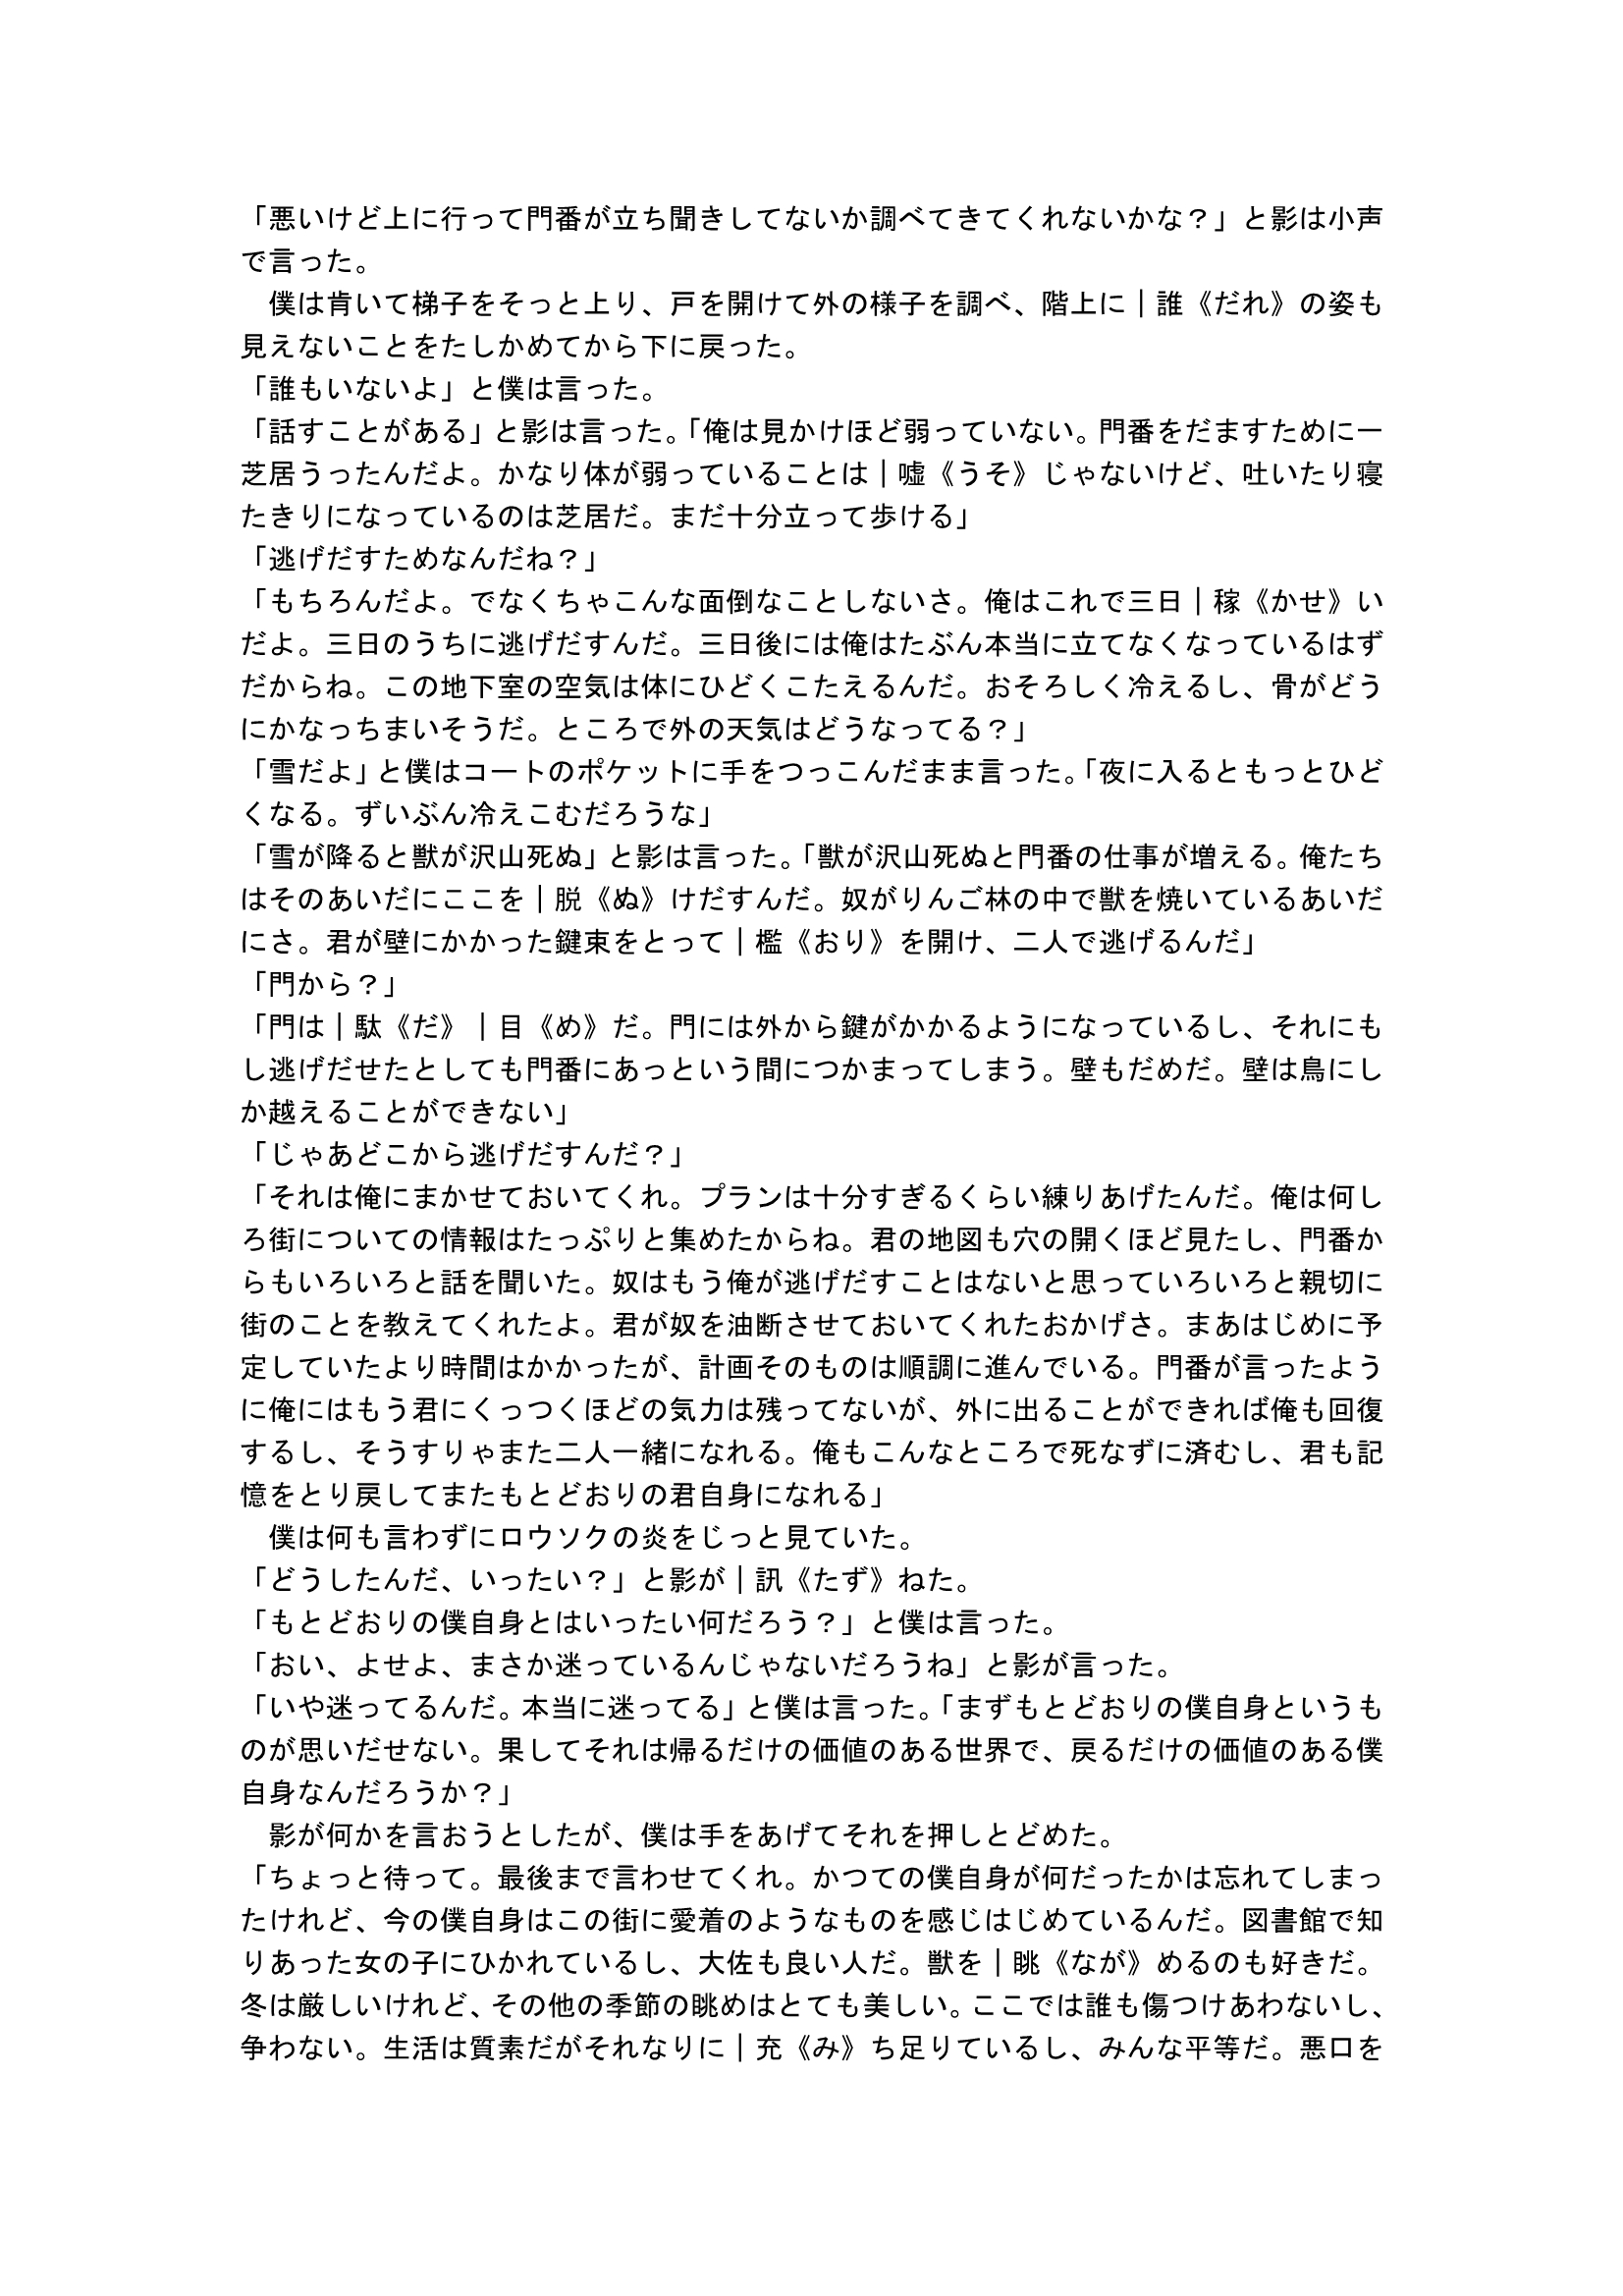 「悪いけど上に行って門番が立ち聞きしてないか調べてきてくれないかな？」と影は小声
で言った。
　僕は肯いて梯子をそっと上り、戸を開けて外の様子を調べ、階上に｜誰《だれ》の姿も
見えないことをたしかめてから下に戻った。
「誰もいないよ」と僕は言った。
「話すことがある」と影は言った。「俺は見かけほど弱っていない。門番をだますために一
芝居うったんだよ。かなり体が弱っていることは｜嘘《うそ》じゃないけど、吐いたり寝
たきりになっているのは芝居だ。まだ十分立って歩ける」
「逃げだすためなんだね？」
「もちろんだよ。でなくちゃこんな面倒なことしないさ。俺はこれで三日｜稼《かせ》い
だよ。三日のうちに逃げだすんだ。三日後には俺はたぶん本当に立てなくなっているはず
だからね。この地下室の空気は体にひどくこたえるんだ。おそろしく冷えるし、骨がどう
にかなっちまいそうだ。ところで外の天気はどうなってる？」
「雪だよ」と僕はコートのポケットに手をつっこんだまま言った。「夜に入るともっとひど
くなる。ずいぶん冷えこむだろうな」
「雪が降ると獣が沢山死ぬ」と影は言った。「獣が沢山死ぬと門番の仕事が増える。俺たち
はそのあいだにここを｜脱《ぬ》けだすんだ。奴がりんご林の中で獣を焼いているあいだ
にさ。君が壁にかかった鍵束をとって｜檻《おり》を開け、二人で逃げるんだ」
「門から？」
「門は｜駄《だ》｜目《め》だ。門には外から鍵がかかるようになっているし、それにも
し逃げだせたとしても門番にあっという間につかまってしまう。壁もだめだ。壁は鳥にし
か越えることができない」
「じゃあどこから逃げだすんだ？」
「それは俺にまかせておいてくれ。プランは十分すぎるくらい練りあげたんだ。俺は何し
ろ街についての情報はたっぷりと集めたからね。君の地図も穴の開くほど見たし、門番か
らもいろいろと話を聞いた。奴はもう俺が逃げだすことはないと思っていろいろと親切に
街のことを教えてくれたよ。君が奴を油断させておいてくれたおかげさ。まあはじめに予
定していたより時間はかかったが、計画そのものは順調に進んでいる。門番が言ったよう
に俺にはもう君にくっつくほどの気力は残ってないが、外に出ることができれば俺も回復
するし、そうすりゃまた二人一緒になれる。俺もこんなところで死なずに済むし、君も記
憶をとり戻してまたもとどおりの君自身になれる」
　僕は何も言わずにロウソクの炎をじっと見ていた。
「どうしたんだ、いったい？」と影が｜訊《たず》ねた。
「もとどおりの僕自身とはいったい何だろう？」と僕は言った。
「おい、よせよ、まさか迷っているんじゃないだろうね」と影が言った。
「いや迷ってるんだ。本当に迷ってる」と僕は言った。「まずもとどおりの僕自身というも
のが思いだせない。果してそれは帰るだけの価値のある世界で、戻るだけの価値のある僕
自身なんだろうか？」
　影が何かを言おうとしたが、僕は手をあげてそれを押しとどめた。
「ちょっと待って。最後まで言わせてくれ。かつての僕自身が何だったかは忘れてしまっ
たけれど、今の僕自身はこの街に愛着のようなものを感じはじめているんだ。図書館で知
りあった女の子にひかれているし、大佐も良い人だ。獣を｜眺《なが》めるのも好きだ。
冬は厳しいけれど、その他の季節の眺めはとても美しい。ここでは誰も傷つけあわないし、
争わない。生活は質素だがそれなりに｜充《み》ち足りているし、みんな平等だ。悪口を